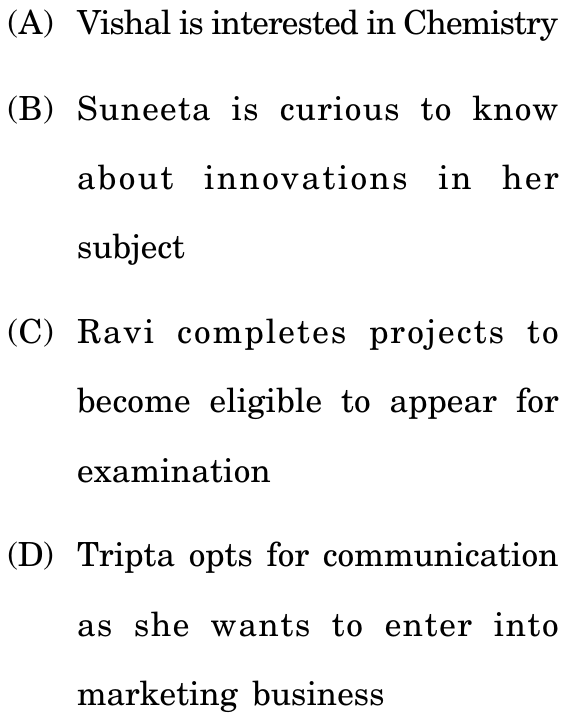 (A) Vishal is interested in Chemistry
(B) Suneeta is curious to know
about innovations in her
subject
(C) Ravi completes projects to
become eligible to appear for
examination
(D) Tripta opts for communication
as she wants to enter into
marketing business